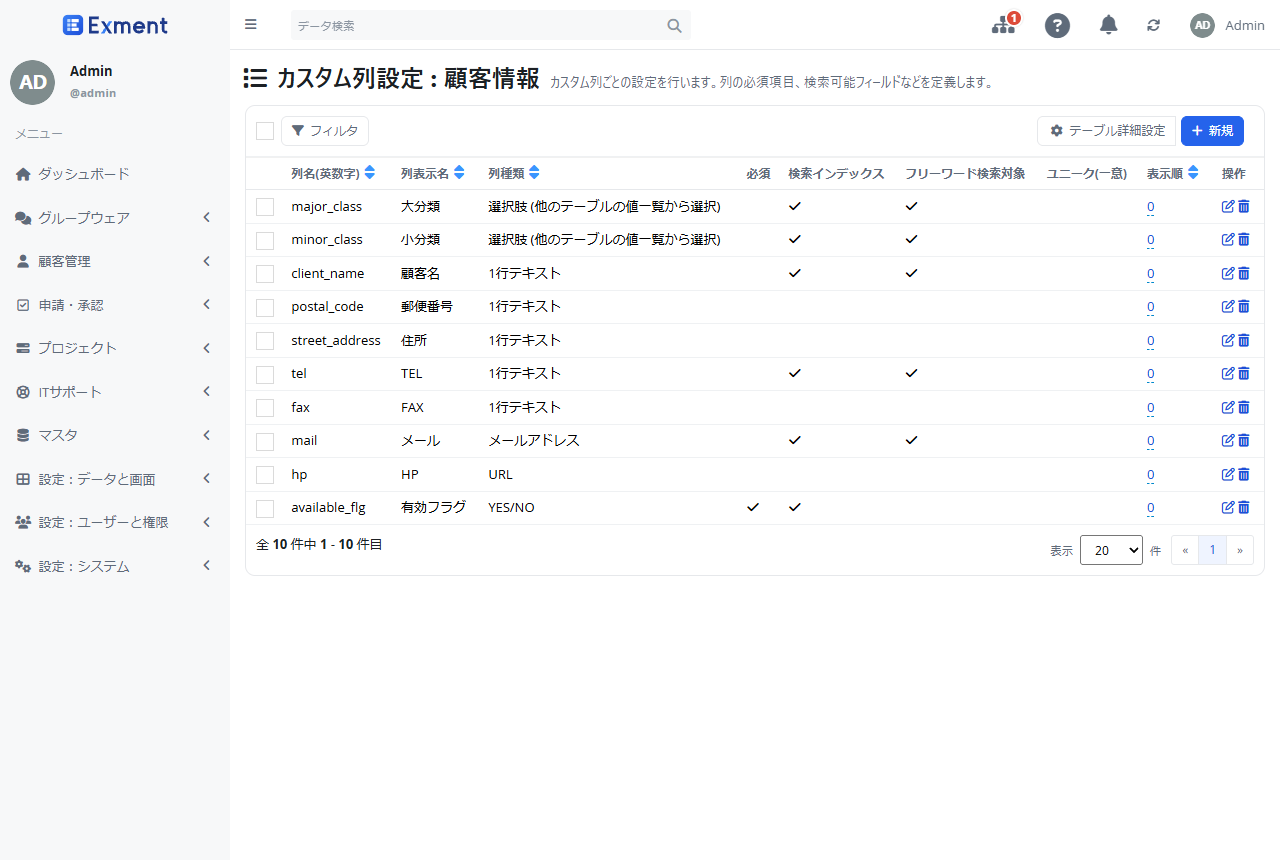 Exment
データ検索
1
?
AD
Admin
AD
Admin
@admin
メニュー
ダッシュボード
グループウェア
顧客管理
申請・承認
プロジェクト
ITサポート
マスタ
設定：データと画面
設定：ユーザーと権限
設定：システム
カスタム列設定：顧客情報 カスタム列ごとの設定を行います。列の必須項目、検索可能フィールドなどを定義します。
フィルタ テーブル詳細設定 新規
列名(英数字) 列表示名 列種類 必須 検索インデックス フリーワード検索対象 ユニーク(一意) 表示順 操作
major_class 大分類 選択肢 (他のテーブルの値一覧から選択) 0
minor_class 小分類 選択肢 (他のテーブルの値一覧から選択) 0
client_name 顧客名 1行テキスト 0
postal_code 郵便番号 1行テキスト 0
street_address 住所 1行テキスト 0
tel TEL 1行テキスト 0
fax FAX 1行テキスト 0
mail メール メールアドレス 0
hp HP URL 0
available_flg 有効フラグ YES/NO 0
全 10 件中 1 - 10 件目
表示 20 件 « 1 »